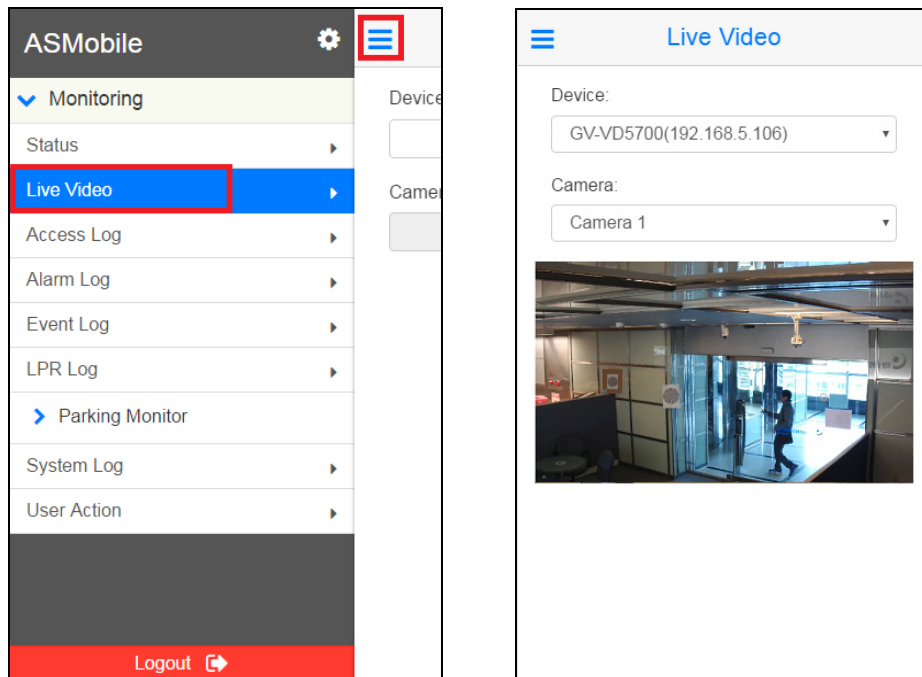 ASMobile
Monitoring
Status
Live Video
Access Log
Alarm Log
Event Log
LPR Log
Parking Monitor
System Log
User Action
Logout
Device
Camer
Live Video
Device:
GV-VD5700(192.168.5.106)
Camera:
Camera 1